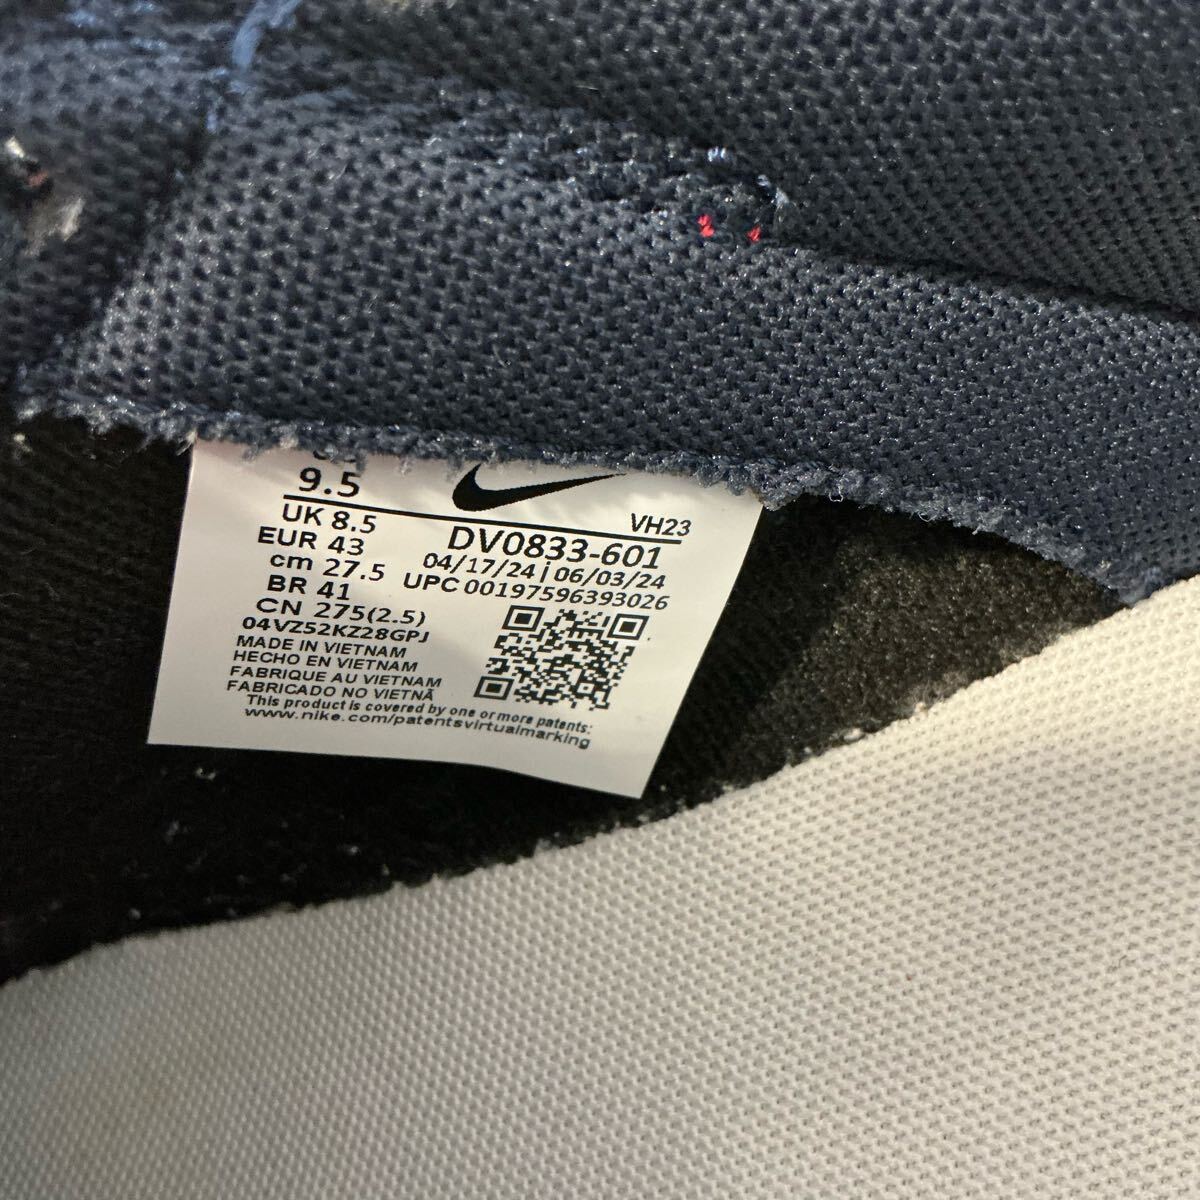 9.5
UK 8.5
EUR 43
cm 27.5
BR 41
CN 275(2.5)
04VZ52KZ28GPJ
VH23
DV0833-601
04/17/24 | 06/03/24
UPC 00197596393026
MADE IN VIETNAM
HECHO EN VIETNAM
FABRIQUE AU VIETNAM
FABRICADO NO VIETNÃ
This product is covered by one or more patents:
www.nike.com/patentsvirtualmarking